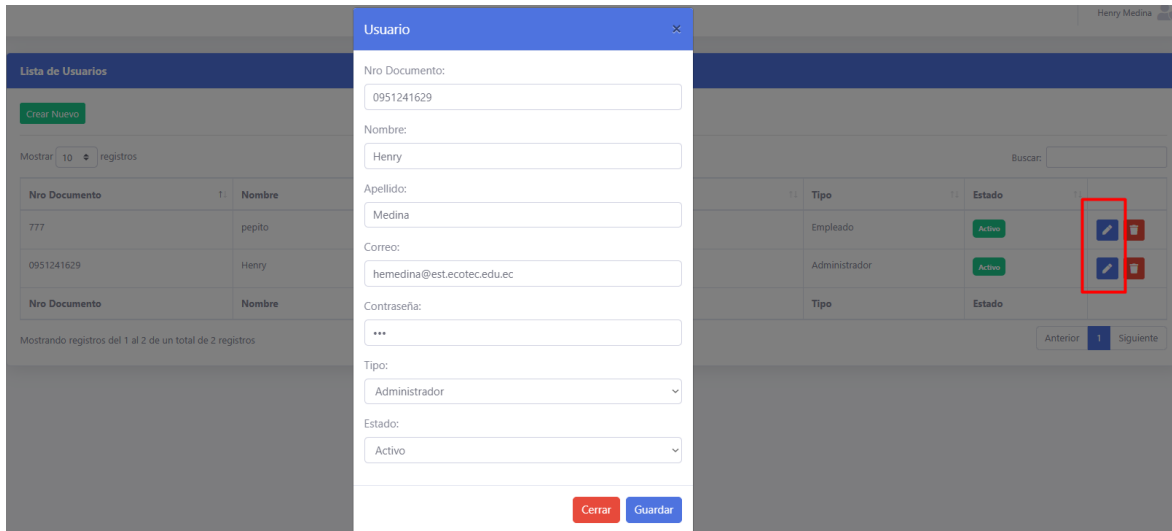 Henry Medina
Usuario ×
Lista de Usuarios
Crear Nuevo
Mostrar 10 registros
Buscar:
Nro Documento Nombre Tipo Estado
777 pepito Empleado Activo
0951241629 Henry Administrador Activo
Nro Documento Nombre Tipo Estado
Mostrando registros del 1 al 2 de un total de 2 registros
Anterior 1 Siguiente
Nro Documento:
0951241629
Nombre:
Henry
Apellido:
Medina
Correo:
hemedina@est.ecotec.edu.ec
Contraseña:
•••
Tipo:
Administrador
Estado:
Activo
Cerrar Guardar